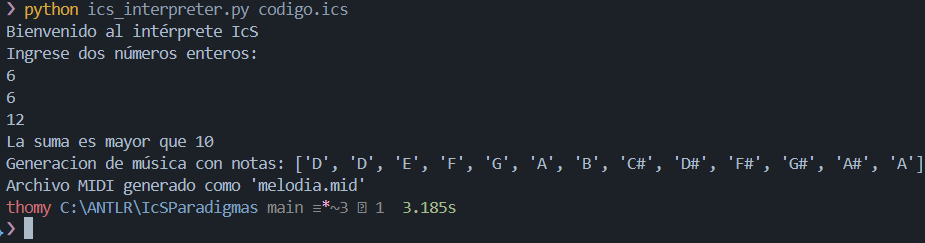 ❯ python ics_interpreter.py codigo.ics
Bienvenido al intérprete IcS
Ingrese dos números enteros:
6
6
12
La suma es mayor que 10
Generacion de música con notas: ['D', 'D', 'E', 'F', 'G', 'A', 'B', 'C#', 'D#', 'F#', 'G#', 'A#', 'A']
Archivo MIDI generado como 'melodia.mid'
thomy C:\ANTLR\IcSParadigmas main ≡*~3 ⍰ 1 3.185s
❯